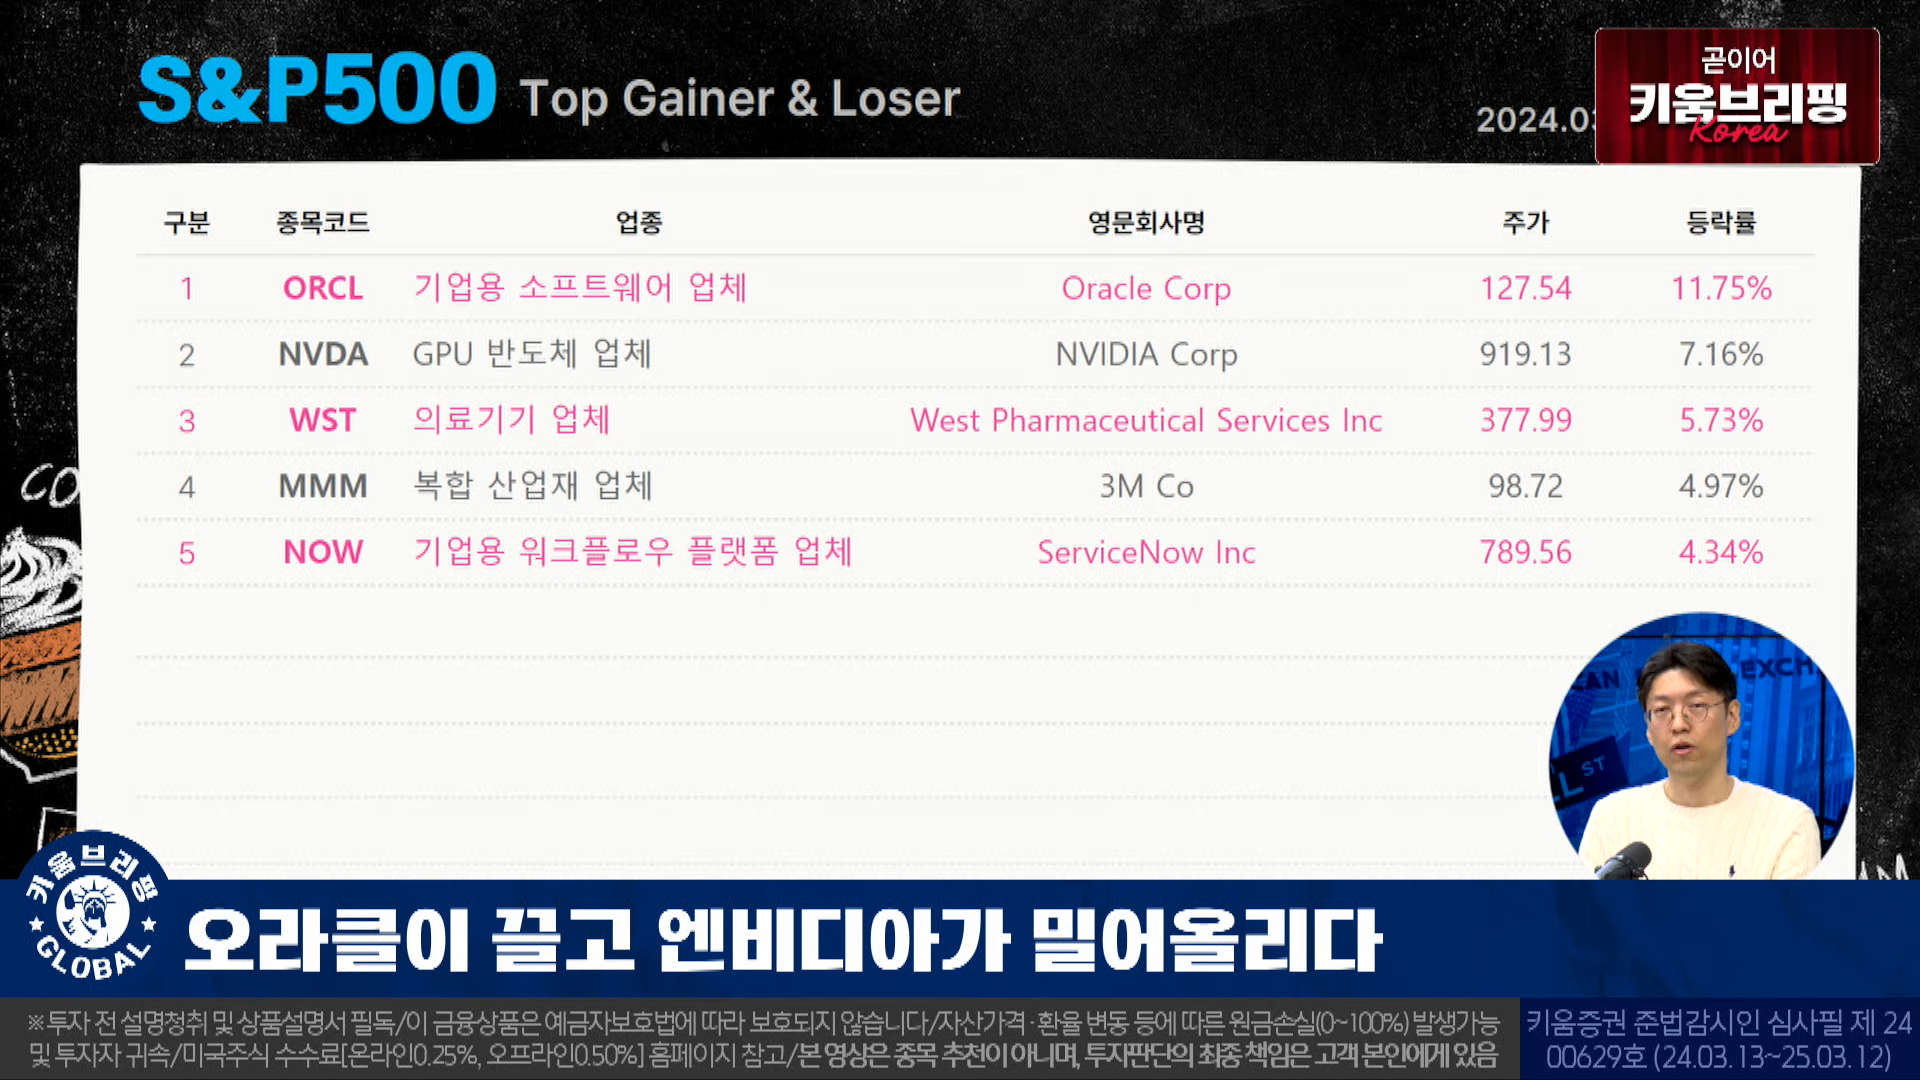 S&P500 Top Gainer & Loser
2024.03
곧이어
키움브리핑
Korea
구분 종목코드 업종 영문회사명 주가 등락률
1 ORCL 기업용 소프트웨어 업체 Oracle Corp 127.54 11.75%
2 NVDA GPU 반도체 업체 NVIDIA Corp 919.13 7.16%
3 WST 의료기기 업체 West Pharmaceutical Services Inc 377.99 5.73%
4 MMM 복합 산업재 업체 3M Co 98.72 4.97%
5 NOW 기업용 워크플로우 플랫폼 업체 ServiceNow Inc 789.56 4.34%
CO
EXCH
ST
키움브리핑
GLOBAL
오라클이 끌고 엔비디아가 밀어올리다
※투자 전 설명청취 및 상품설명서 필독/이 금융상품은 예금자보호법에 따라 보호되지 않습니다/자산가격·환율 변동 등에 따른 원금손실(0~100%) 발생가능
및 투자자 귀속/미국주식 수수료[온라인0.25%, 오프라인0.50%] 홈페이지 참고/본 영상은 종목 추천이 아니며, 투자판단의 최종 책임은 고객 본인에게 있음
키움증권 준법감시인 심사필 제 24
00629호 (24.03.13~25.03.12)